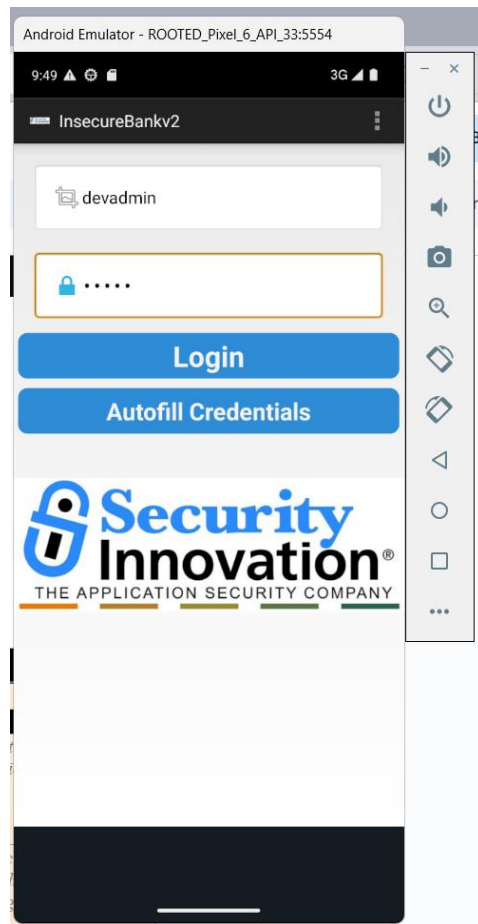 Android Emulator - ROOTED_Pixel_6_API_33:5554
9:49
3G
InsecureBankv2
devadmin
•••••
Login
Autofill Credentials
Security
Innovation®
THE APPLICATION SECURITY COMPANY